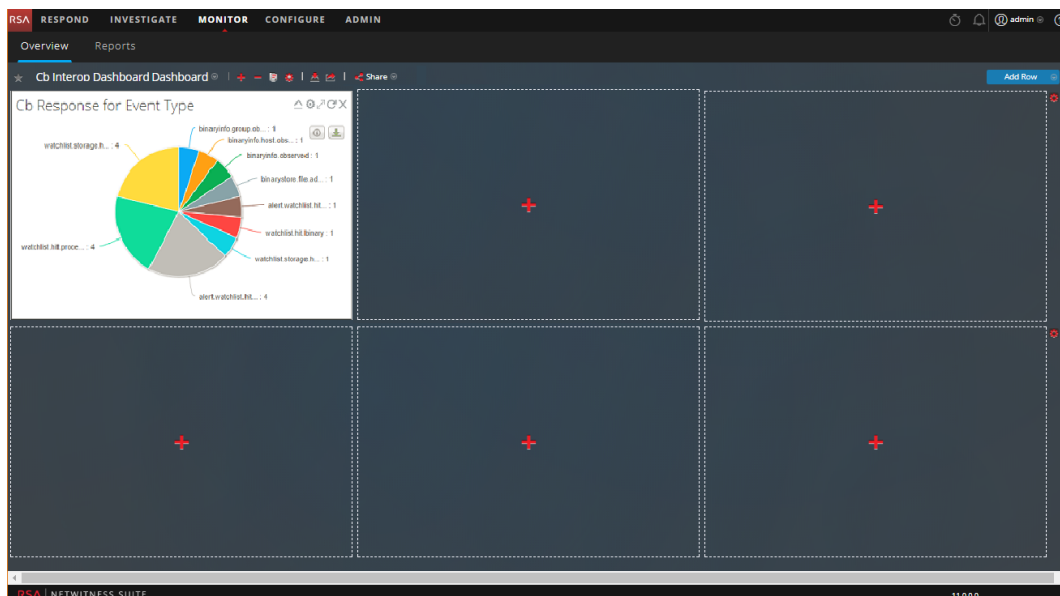 RSA RESPOND INVESTIGATE MONITOR CONFIGURE ADMIN admin
Overview Reports
Cb Interop Dashboard Dashboard Share Add Row
Cb Response for Event Type
binaryinfo.group.ob... : 1
binaryinfo.host.obs... : 1
watchlist.storage.h... : 4
binaryinfo.observed : 1
binarystore.file.ad... : 1
alert.watchlist.hit... : 1
watchlist.hit.binary : 1
watchlist.hit.proce... : 4
watchlist.storage.h... : 1
alert.watchlist.hit... : 4
RSA NETWITNESS SUITE